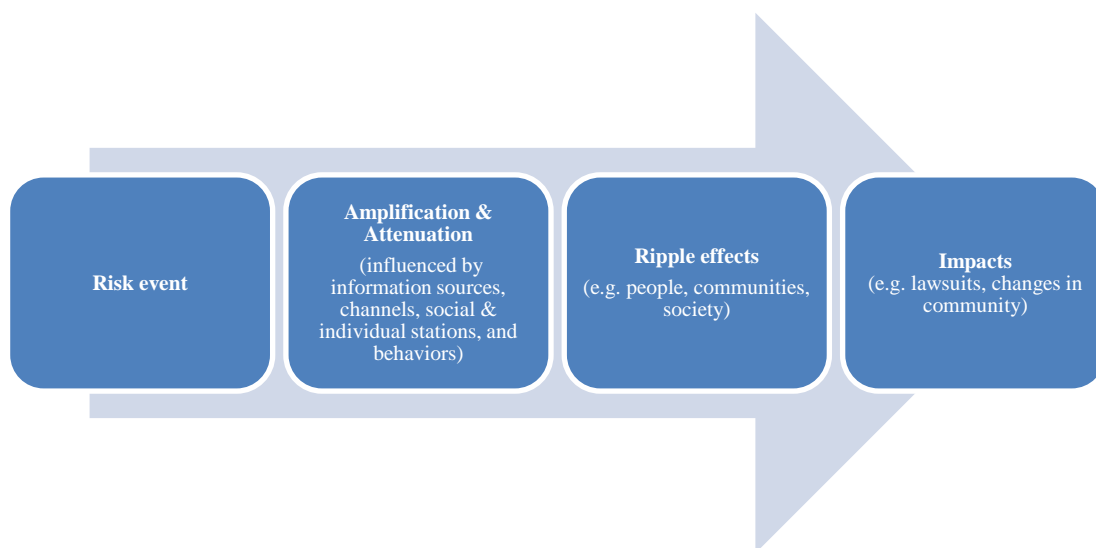 Risk event
Amplification &
Attenuation
(influenced by
information sources,
channels, social &
individual stations, and
behaviors)
Ripple effects
(e.g. people, communities,
society)
Impacts
(e.g. lawsuits, changes in
community)